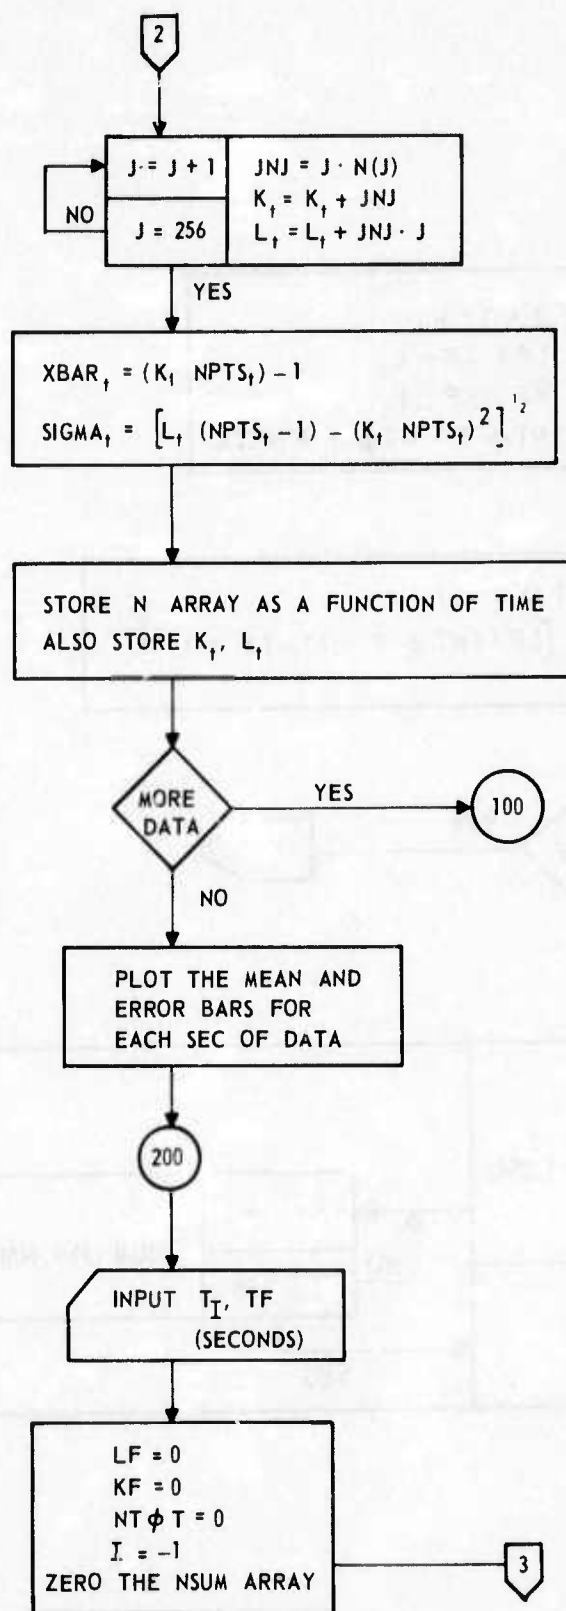 2
J = J + 1
JNJ = J · N(J)
K_t = K_t + JNJ
L_t = L_t + JNJ · J
NO
J = 256
YES
XBAR_t = (K_t NPTS_t) – 1
SIGMA_t = [L_t (NPTS_t – 1) – (K_t NPTS_t)^2]^1/2
STORE N ARRAY AS A FUNCTION OF TIME
ALSO STORE K_t, L_t
MORE
DATA
YES
100
NO
PLOT THE MEAN AND
ERROR BARS FOR
EACH SEC OF DATA
200
INPUT T_I, TF
(SECONDS)
LF = 0
KF = 0
NTϕT = 0
I = –1
ZERO THE NSUM ARRAY
3